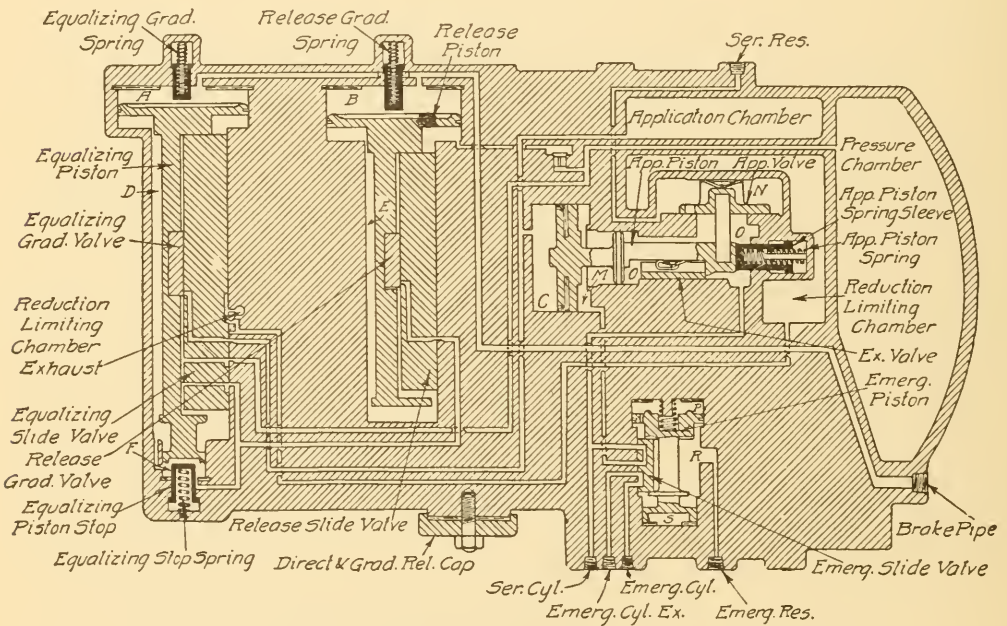 Equalizing Grad.
Spring
Release Grad.
Spring
Release
Piston
Ser. Res.
A
B
Application Chamber
Pressure
Chamber
App. Piston
App. Valve
N
App. Piston
Spring Sleeve
App. Piston
Spring
Equalizing
Piston
D
E
Equalizing
Grad. Valve
O
M
O
C
Reduction
Limiting
Chamber
Exhaust
Reduction
Limiting
Chamber
Ex. Valve
Emerg.
Piston
Equalizing
Slide Valve
Release
Grad. Valve
P
R
F
Equalizing
Piston Stop
S
Release Slide Valve
Brake Pipe
Equalizing Stop Spring
Direct & Grad. Rel. Cap
Emerg. Slide Valve
Ser. Cyl.
Emerg. Cyl.
Emerg. Cyl. Ex.
Emerg. Res.